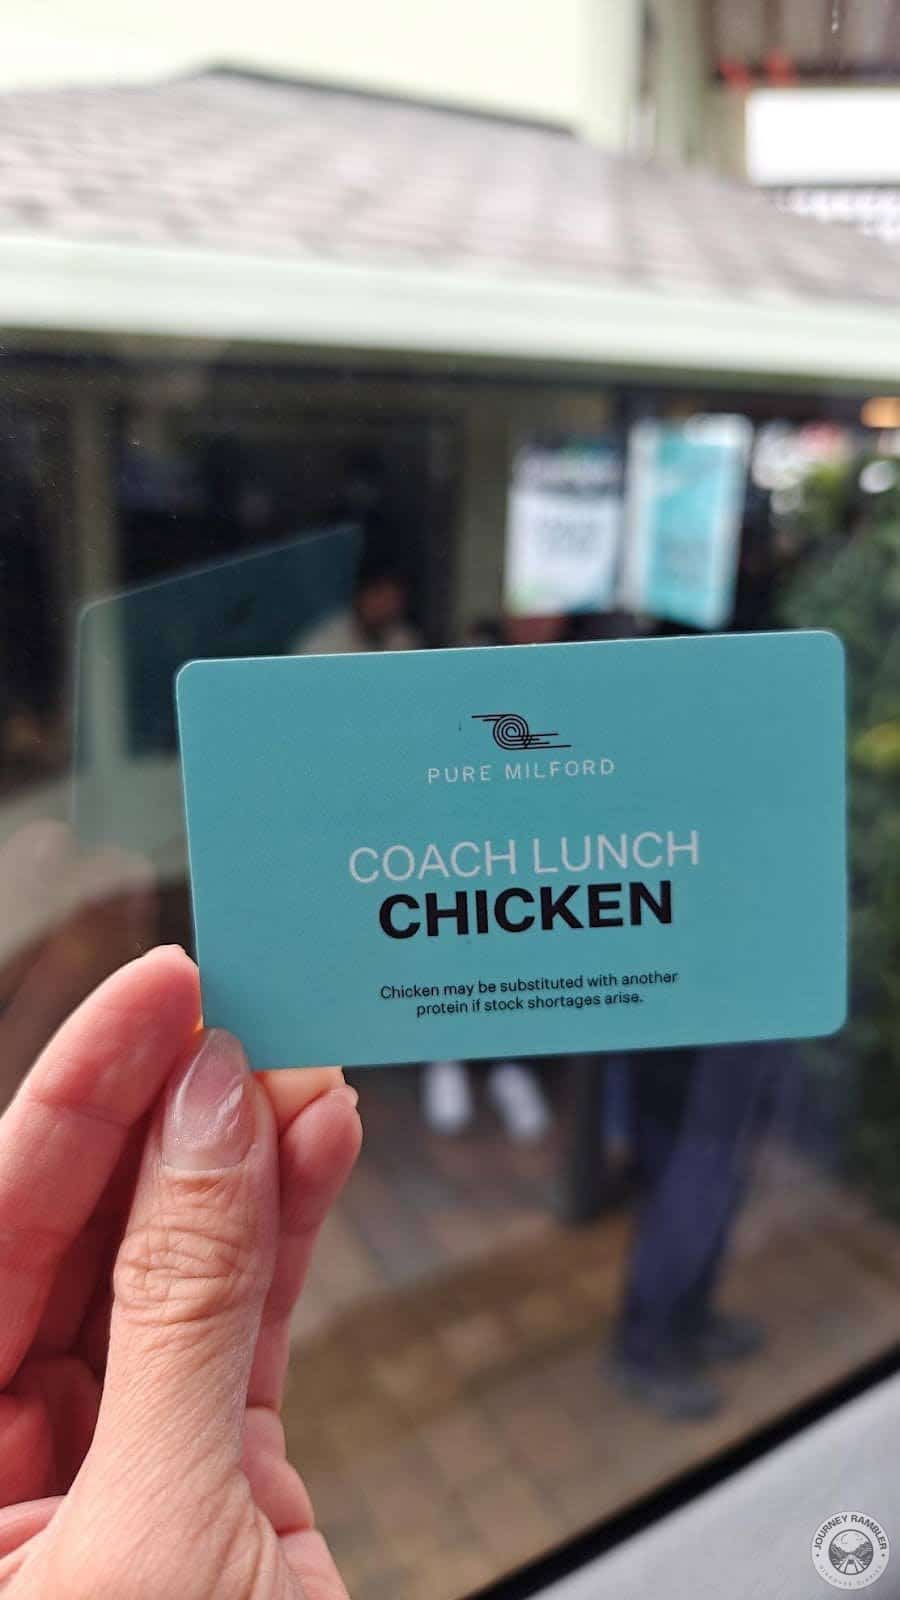 PURE MILFORD
COACH LUNCH
CHICKEN
Chicken may be substituted with another
protein if stock shortages arise.
JOURNEY RAMBLER